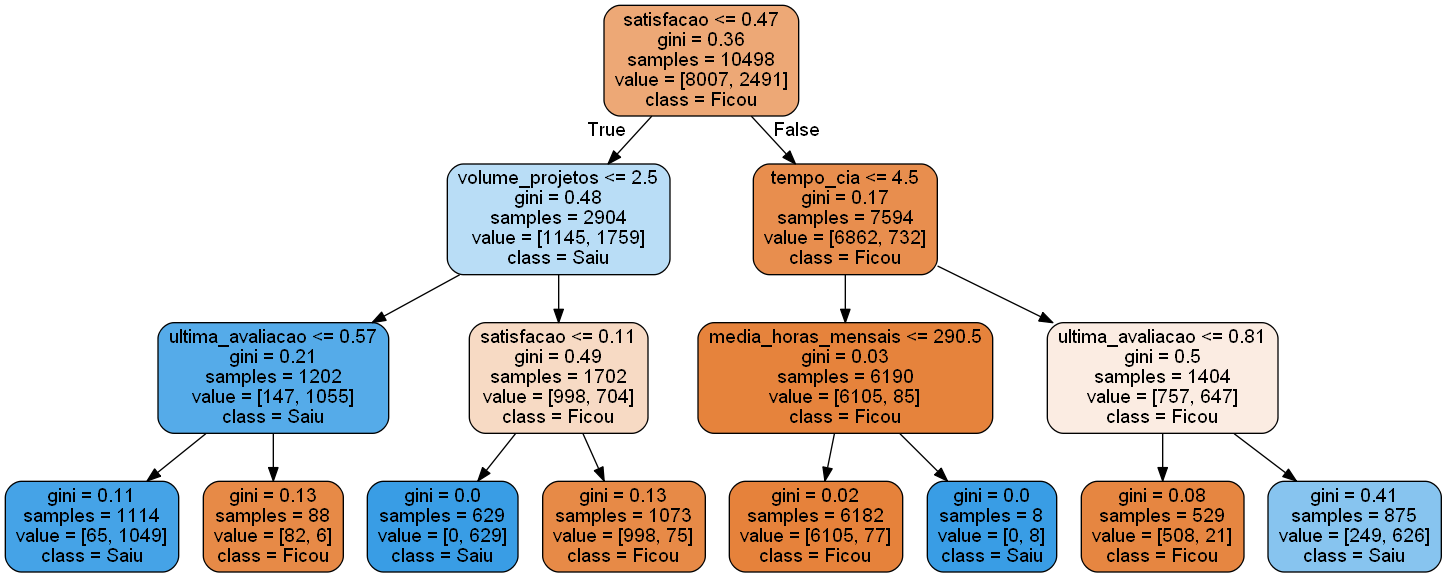 satisfacao <= 0.47
gini = 0.36
samples = 10498
value = [8007, 2491]
class = Ficou
True
False
volume_projetos <= 2.5
gini = 0.48
samples = 2904
value = [1145, 1759]
class = Saiu
tempo_cia <= 4.5
gini = 0.17
samples = 7594
value = [6862, 732]
class = Ficou
ultima_avaliacao <= 0.57
gini = 0.21
samples = 1202
value = [147, 1055]
class = Saiu
satisfacao <= 0.11
gini = 0.49
samples = 1702
value = [998, 704]
class = Ficou
media_horas_mensais <= 290.5
gini = 0.03
samples = 6190
value = [6105, 85]
class = Ficou
ultima_avaliacao <= 0.81
gini = 0.5
samples = 1404
value = [757, 647]
class = Ficou
gini = 0.11
samples = 1114
value = [65, 1049]
class = Saiu
gini = 0.13
samples = 88
value = [82, 6]
class = Ficou
gini = 0.0
samples = 629
value = [0, 629]
class = Saiu
gini = 0.13
samples = 1073
value = [998, 75]
class = Ficou
gini = 0.02
samples = 6182
value = [6105, 77]
class = Ficou
gini = 0.0
samples = 8
value = [0, 8]
class = Saiu
gini = 0.08
samples = 529
value = [508, 21]
class = Ficou
gini = 0.41
samples = 875
value = [249, 626]
class = Saiu